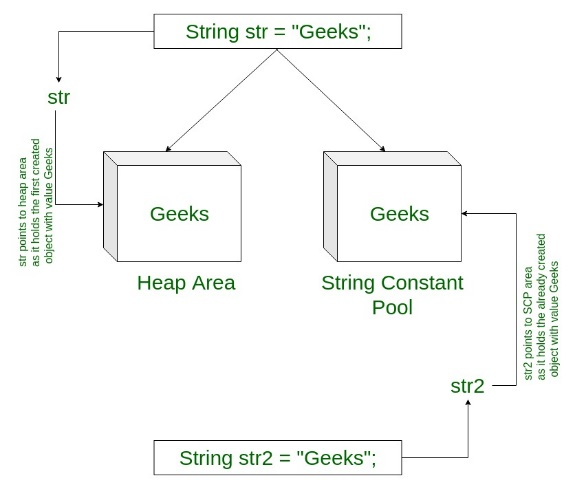 String str = "Geeks";
str
str points to heap area
as it holds the first created
object with value Geeks
Geeks
Geeks
Heap Area
String Constant
Pool
str2 points to SCP area
as it holds the already created
object with value Geeks
str2
String str2 = "Geeks";